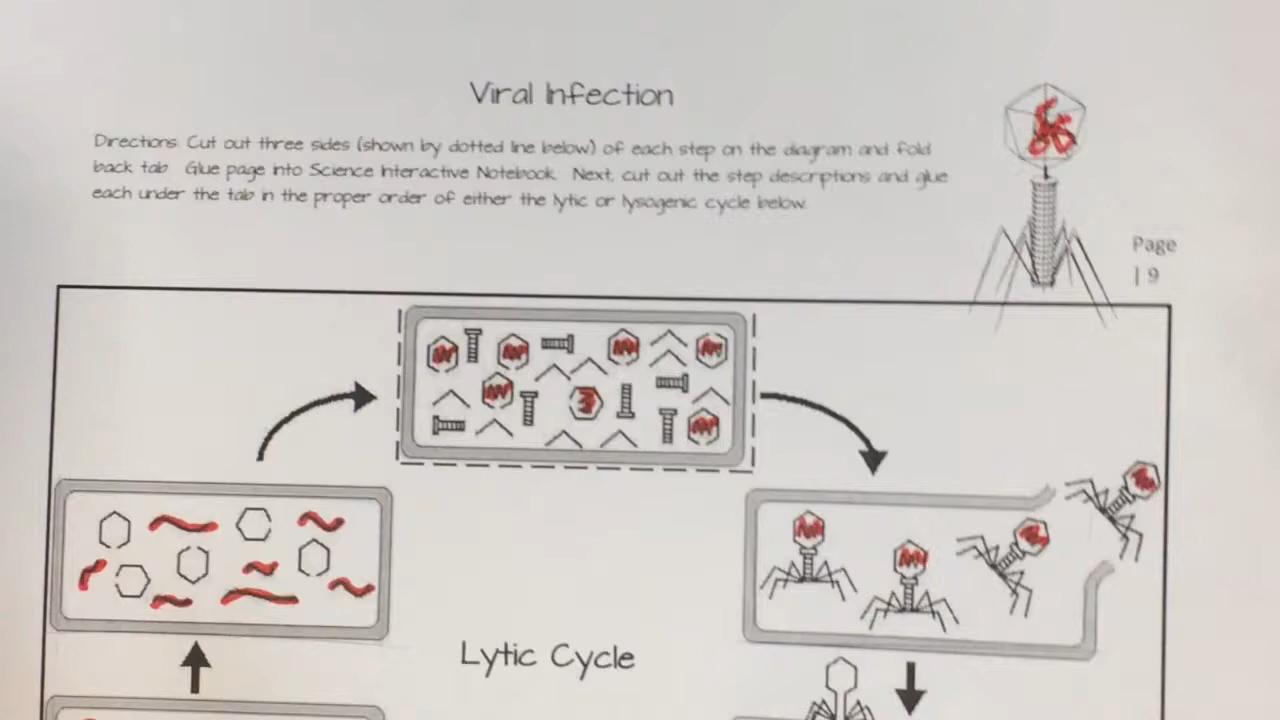 Viral Infection
Directions: Cut out three sides (shown by dotted line below) of each step on the diagram and fold
back tab. Glue page into Science Interactive Notebook. Next, cut out the step descriptions and glue
each under the tab in the proper order of either the lytic or lysogenic cycle below.
Page
| 9
Lytic Cycle